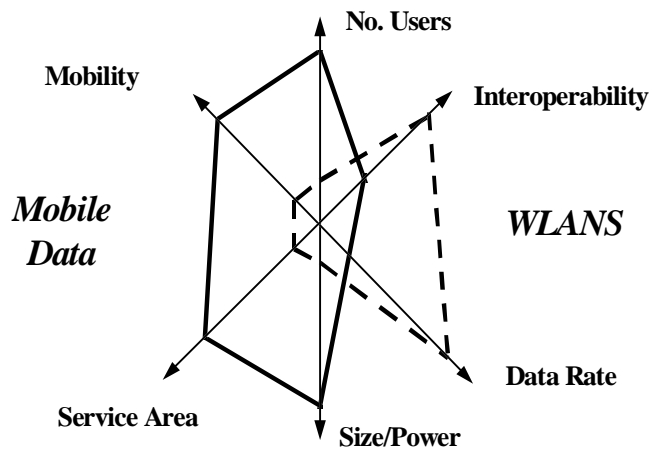 No. Users
Mobility
Interoperability
Mobile
Data
WLANS
Data Rate
Service Area
Size/Power